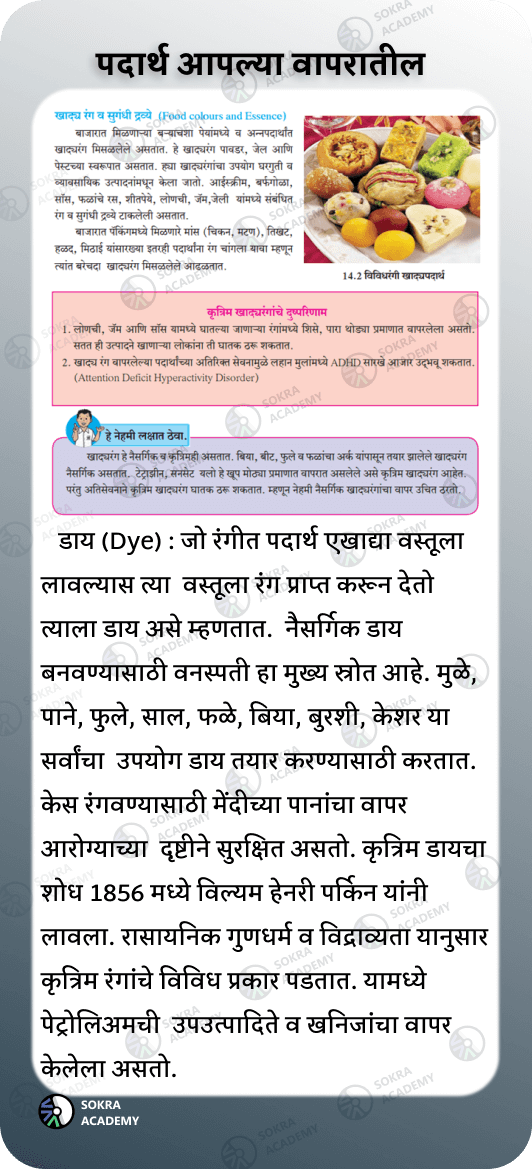 पदार्थ आपल्या वापरातील
खाद्य रंग व सुगंधी द्रव्ये (Food colours and Essence)
बाजारात मिळणाऱ्या बऱ्याचशा पेयांमध्ये व अन्नपदार्थांत
खाद्यरंग मिसळलेले असतात. हे खाद्यरंग पावडर, जेल आणि
पेस्टच्या स्वरूपात असतात. ह्या खाद्यरंगांचा उपयोग घरगुती व
व्यावसायिक उत्पादनांमधून केला जातो. आईस्क्रीम, बर्फगोळा,
सॉस, फळांचे रस, शीतपेये, लोणची, जॅम,जेली यांमध्ये संबंधित
रंग व सुगंधी द्रव्ये टाकलेली असतात.
बाजारात पॅकिंगमध्ये मिळणारे मांस (चिकन, मटण), तिखट,
हळद, मिठाई यांसारख्या इतरही पदार्थांना रंग चांगला यावा म्हणून
त्यांत बरेचदा खाद्यरंग मिसळलेले आढळतात.
14.2 विविधरंगी खाद्यपदार्थ
कृत्रिम खाद्यरंगांचे दुष्परिणाम
1. लोणची, जॅम आणि सॉस यामध्ये घातल्या जाणाऱ्या रंगांमध्ये शिसे, पारा थोड्या प्रमाणात वापरलेला असतो.
सतत ही उत्पादने खाणाऱ्या लोकांना ती घातक ठरू शकतात.
2. खाद्य रंग वापरलेल्या पदार्थांच्या अतिरिक्त सेवनामुळे लहान मुलांमध्ये ADHD सारखे आजार उद्भवू शकतात.
(Attention Deficit Hyperactivity Disorder)
हे नेहमी लक्षात ठेवा.
खाद्यरंग हे नैसर्गिक व कृत्रिमही असतात. बिया, बीट, फुले व फळांचा अर्क यांपासून तयार झालेले खाद्यरंग
नैसर्गिक असतात. टेट्राझीन, सनसेट यलो हे खूप मोठ्या प्रमाणात वापरात असलेले असे कृत्रिम खाद्यरंग आहेत.
परंतु अतिसेवनाने कृत्रिम खाद्यरंग घातक ठरू शकतात. म्हणून नेहमी नैसर्गिक खाद्यरंगांचा वापर उचित ठरतो.
डाय (Dye) : जो रंगीत पदार्थ एखाद्या वस्तूला
लावल्यास त्या वस्तूला रंग प्राप्त करून देतो
त्याला डाय असे म्हणतात. नैसर्गिक डाय
बनवण्यासाठी वनस्पती हा मुख्य स्रोत आहे. मुळे,
पाने, फुले, साल, फळे, बिया, बुरशी, केशर या
सर्वांचा उपयोग डाय तयार करण्यासाठी करतात.
केस रंगवण्यासाठी मेंदीच्या पानांचा वापर
आरोग्याच्या दृष्टीने सुरक्षित असतो. कृत्रिम डायचा
शोध 1856 मध्ये विल्यम हेनरी पर्किन यांनी
लावला. रासायनिक गुणधर्म व विद्राव्यता यानुसार
कृत्रिम रंगांचे विविध प्रकार पडतात. यामध्ये
पेट्रोलिअमची उपउत्पादिते व खनिजांचा वापर
केलेला असतो.
SOKRA
ACADEMY